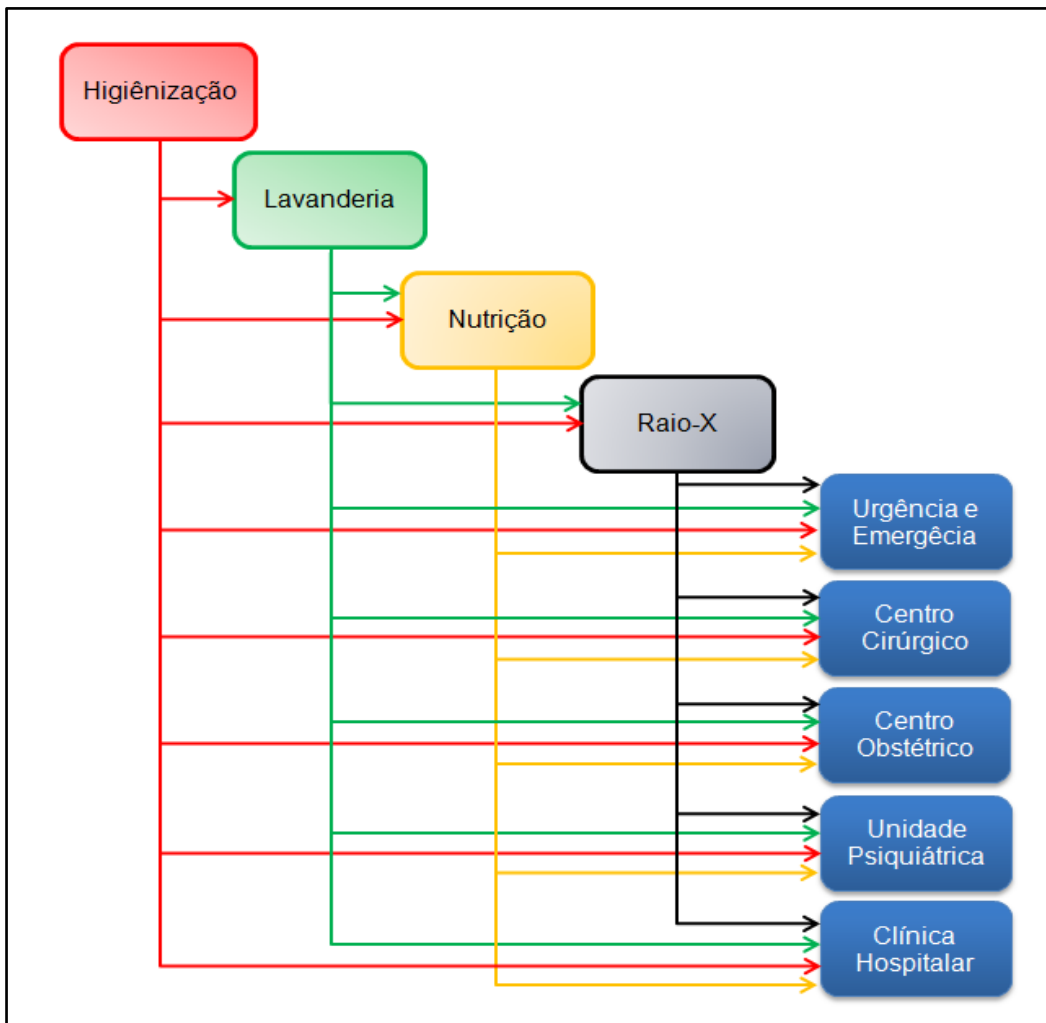 Higiênização
Lavanderia
Nutrição
Raio-X
Urgência e
Emergêcia
Centro
Cirúrgico
Centro
Obstétrico
Unidade
Psiquiátrica
Clínica
Hospitalar